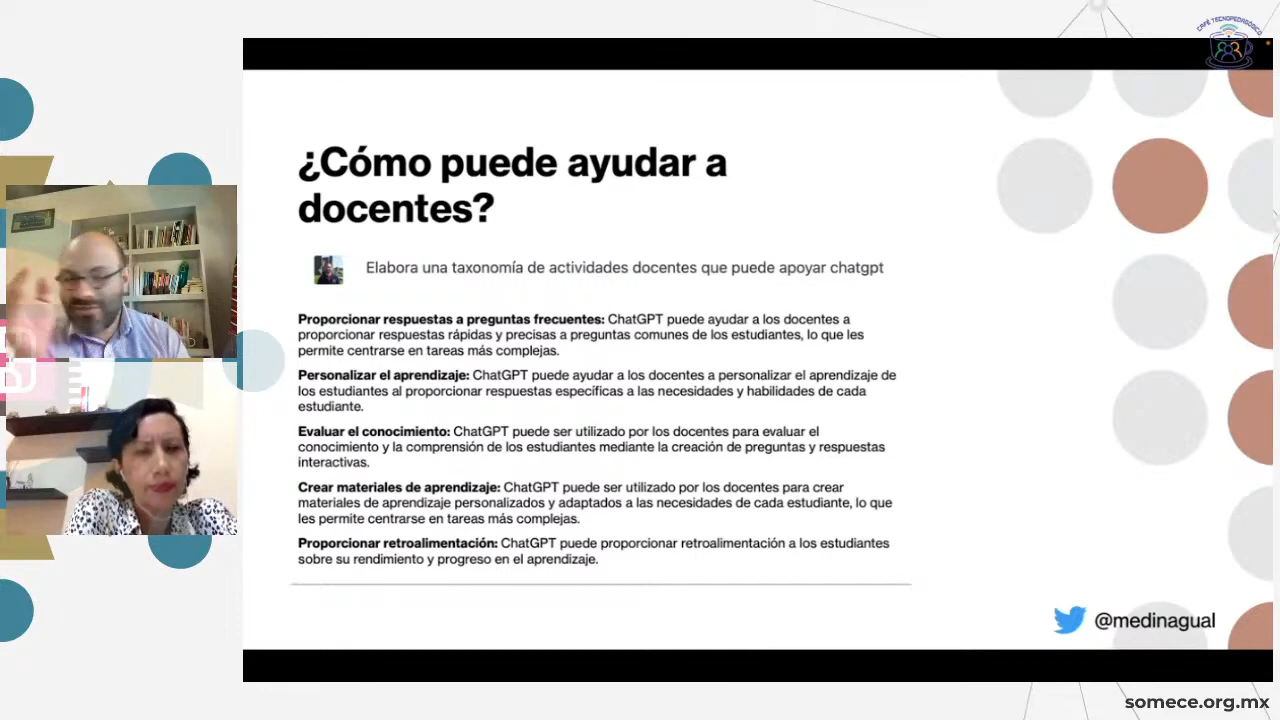 CAFÉ TECNOPEDAGÓGICO
¿Cómo puede ayudar a
docentes?
Elabora una taxonomía de actividades docentes que puede apoyar chatgpt
Proporcionar respuestas a preguntas frecuentes: ChatGPT puede ayudar a los docentes a
proporcionar respuestas rápidas y precisas a preguntas comunes de los estudiantes, lo que les
permite centrarse en tareas más complejas.
Personalizar el aprendizaje: ChatGPT puede ayudar a los docentes a personalizar el aprendizaje de
los estudiantes al proporcionar respuestas específicas a las necesidades y habilidades de cada
estudiante.
Evaluar el conocimiento: ChatGPT puede ser utilizado por los docentes para evaluar el
conocimiento y la comprensión de los estudiantes mediante la creación de preguntas y respuestas
interactivas.
Crear materiales de aprendizaje: ChatGPT puede ser utilizado por los docentes para crear
materiales de aprendizaje personalizados y adaptados a las necesidades de cada estudiante, lo que
les permite centrarse en tareas más complejas.
Proporcionar retroalimentación: ChatGPT puede proporcionar retroalimentación a los estudiantes
sobre su rendimiento y progreso en el aprendizaje.
@medinagual
somece.org.mx